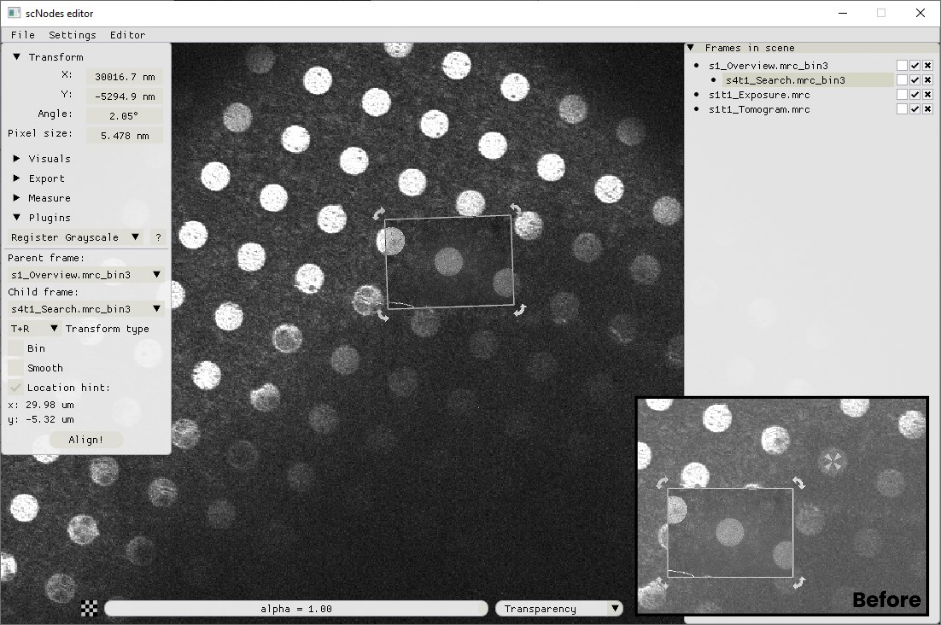 scNodes editor
File Settings Editor
Transform
X: 30016.7 nm
Y: -5294.9 nm
Angle: 2.05°
Pixel size: 5.478 nm
Visuals
Export
Measure
Plugins
Register Grayscale ?
Parent frame:
s1_Overview.mrc_bin3
Child frame:
s4t1_Search.mrc_bin3
T+R Transform type
Bin
Smooth
Location hint:
x: 29.98 um
y: -5.32 um
Align!
alpha = 1.00
Transparency
Frames in scene
s1_Overview.mrc_bin3
s4t1_Search.mrc_bin3
s1t1_Exposure.mrc
s1t1_Tomogram.mrc
Before